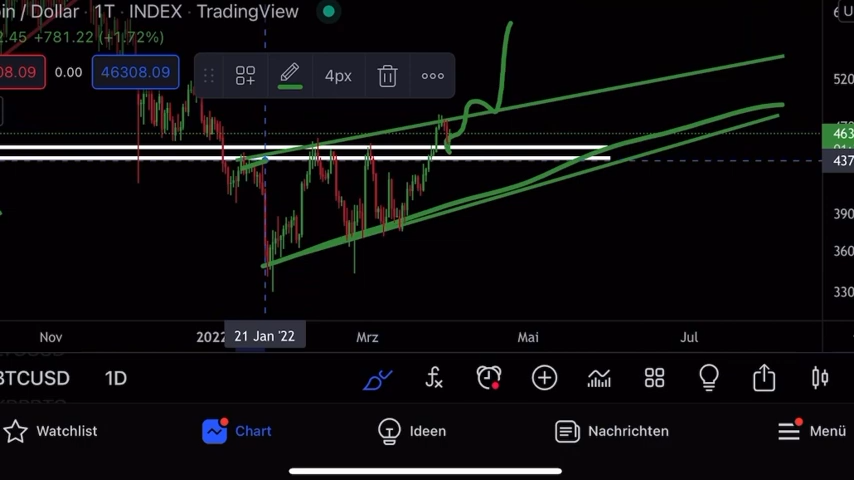 in / Dollar · 1T · INDEX · TradingView
2.45 +781.22 (+1.72%)
08.09
0.00
46308.09
4px
U
520
463
437
390
360
330
Nov
2022
21 Jan '22
Mrz
Mai
Jul
BTCUSD
1D
Watchlist
Chart
Ideen
Nachrichten
Menü